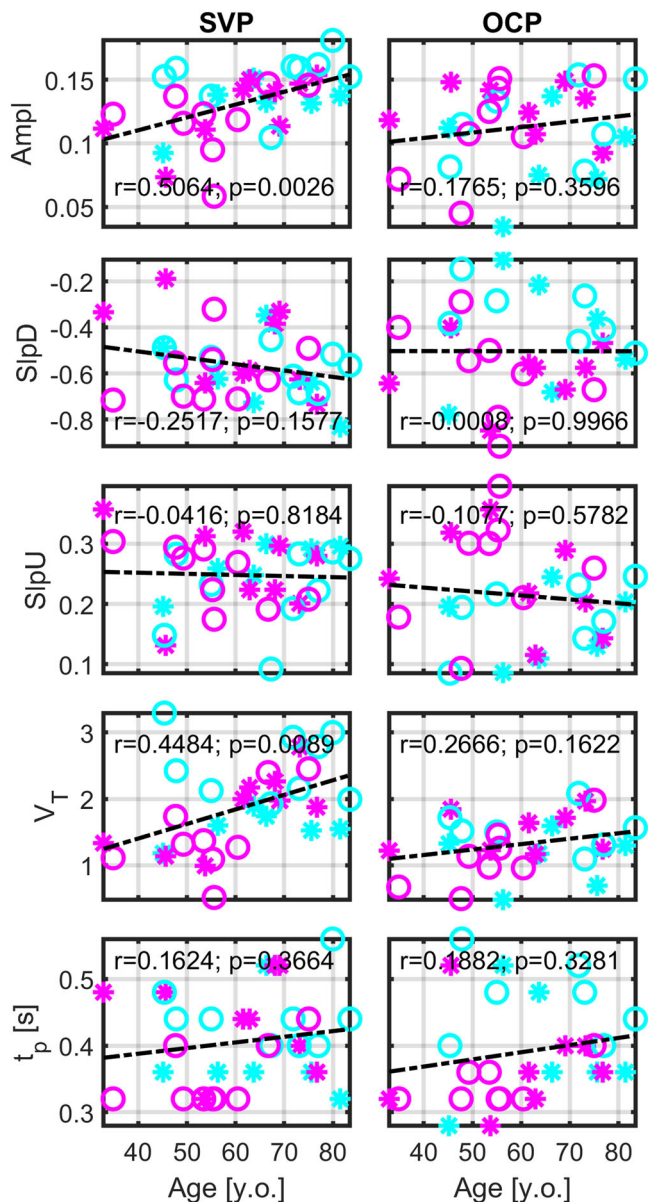 SVP OCP
Ampl
0.15
0.1
0.05
r=0.5064; p=0.0026
r=0.1765; p=0.3596
SlpD
-0.2
-0.4
-0.6
-0.8
r=-0.2517; p=0.1577
r=-0.0008; p=0.9966
SlpU
0.3
0.2
0.1
r=-0.0416; p=0.8184
r=-0.1077; p=0.5782
V_T
3
2
1
r=0.4484; p=0.0089
r=0.2666; p=0.1622
t_p [s]
0.5
0.4
0.3
r=0.1624; p=0.3664
r=0.1882; p=0.3281
40 50 60 70 80 40 50 60 70 80
Age [y.o.] Age [y.o.]